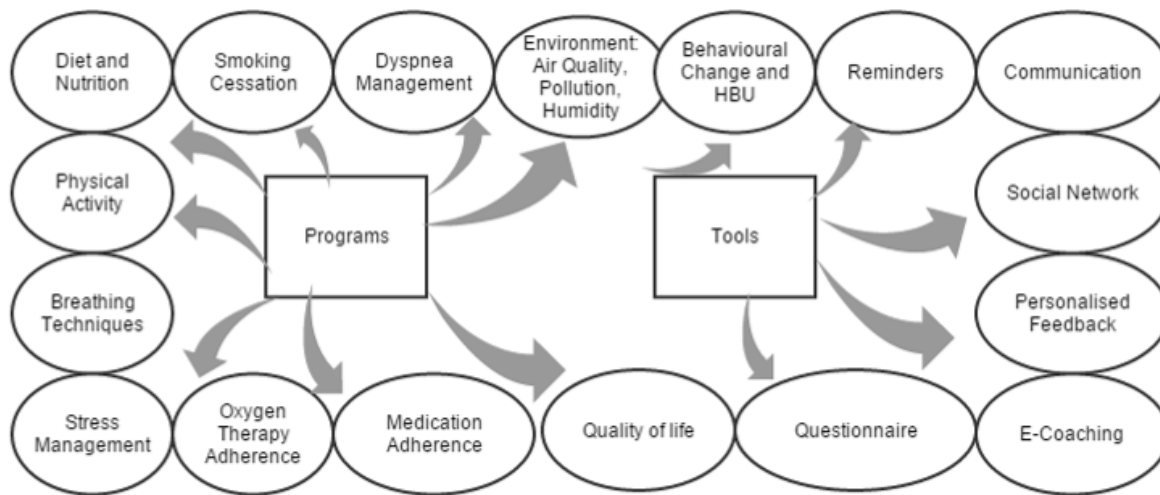 Diet and
Nutrition
Smoking
Cessation
Dyspnea
Management
Environment:
Air Quality,
Pollution,
Humidity
Behavioural
Change and
HBU
Reminders
Communication
Physical
Activity
Programs
Tools
Social Network
Breathing
Techniques
Personalised
Feedback
Stress
Management
Oxygen
Therapy
Adherence
Medication
Adherence
Quality of life
Questionnaire
E-Coaching